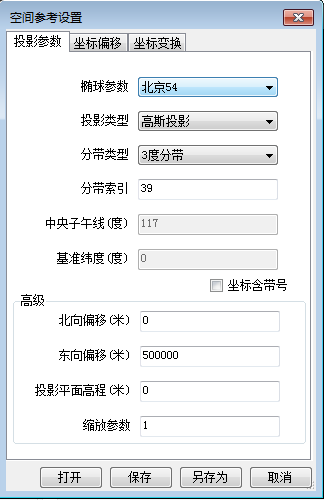 空间参考设置
投影参数 坐标偏移 坐标变换
椭球参数 北京54
投影类型 高斯投影
分带类型 3度分带
分带索引 39
中央子午线(度) 117
基准纬度(度) 0
坐标含带号
高级
北向偏移(米) 0
东向偏移(米) 500000
投影平面高程(米) 0
缩放参数 1
打开 保存 另存为 取消